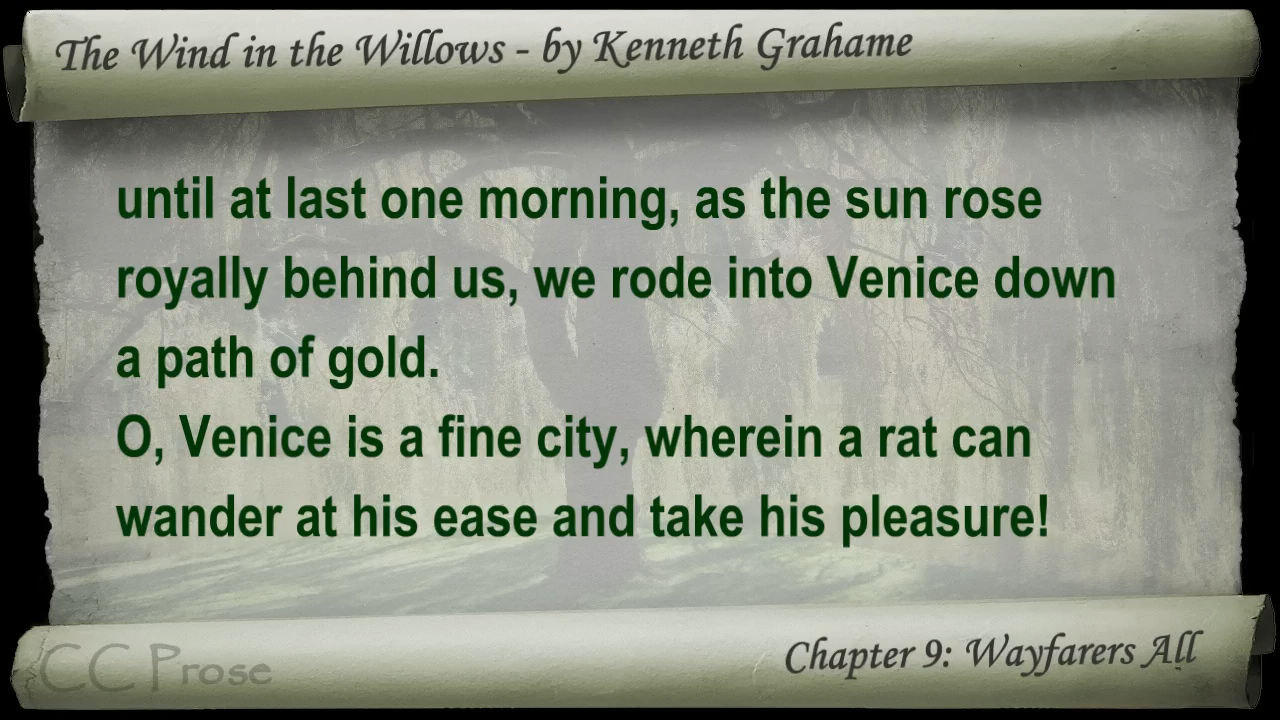 The Wind in the Willows - by Kenneth Grahame
until at last one morning, as the sun rose
royally behind us, we rode into Venice down
a path of gold.
O, Venice is a fine city, wherein a rat can
wander at his ease and take his pleasure!
CC Prose
Chapter 9: Wayfarers All